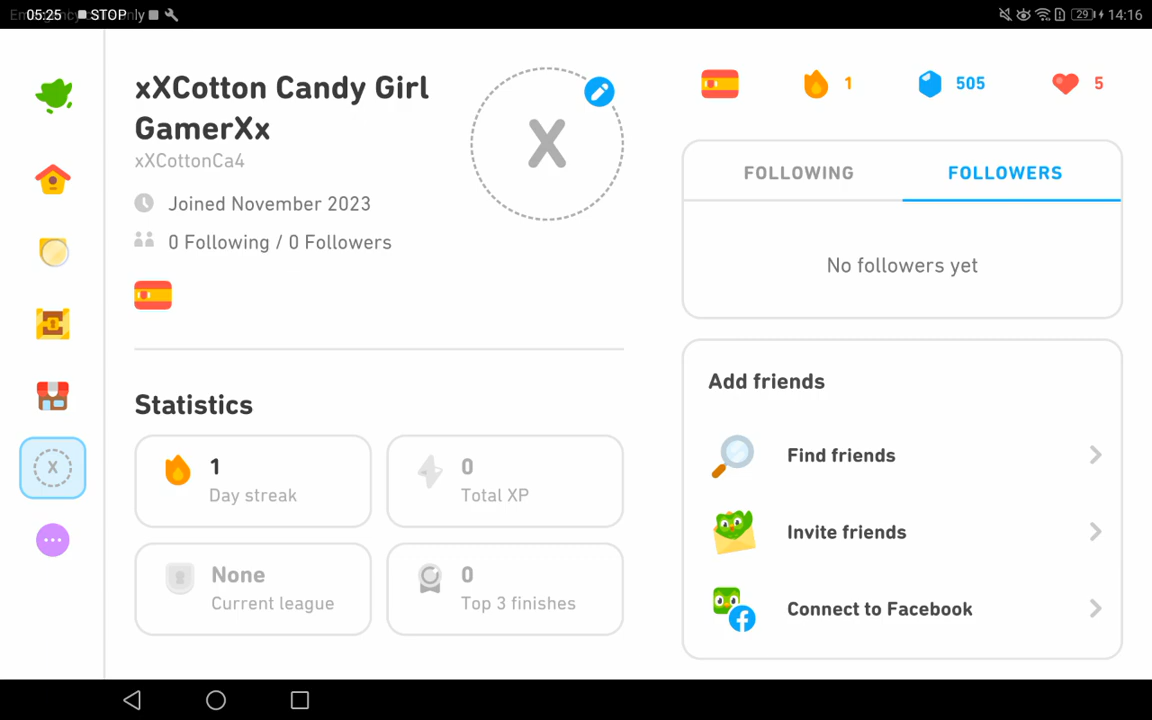 05:25 STOP
29 14:16
xXCotton Candy Girl
GamerXx
xXCottonCa4
Joined November 2023
0 Following / 0 Followers
X
1
505
5
FOLLOWING
FOLLOWERS
No followers yet
Statistics
1
Day streak
0
Total XP
None
Current league
0
Top 3 finishes
Add friends
Find friends
Invite friends
Connect to Facebook
X